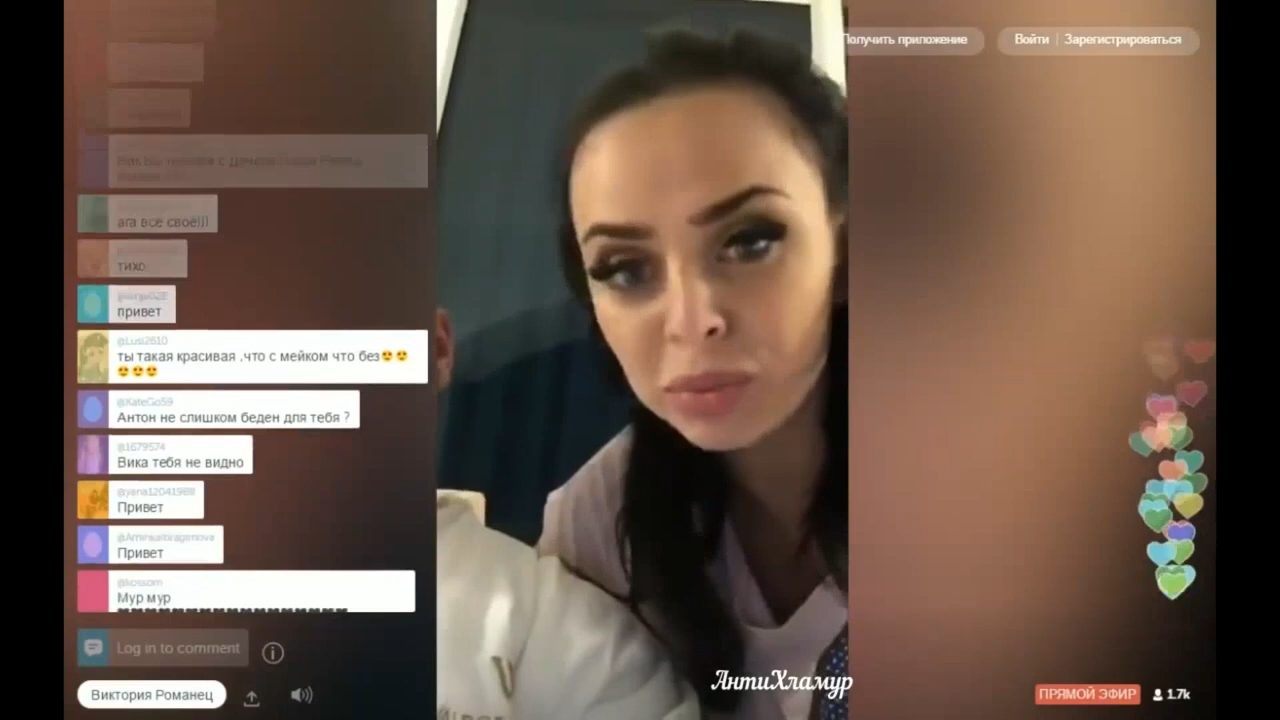 Получить приложение
Войти | Зарегистрироваться
ага все своё)))
тихо
привет
@Lusi2610
ты такая красивая .что с мейком что без
@KateGo59
Антон не слишком беден для тебя ?
@1679574
Вика тебя не видно
@yana12041988
Привет
Привет
@kossom
Мур мур
Log in to comment
Виктория Романец
АнтиХламур
ПРЯМОЙ ЭФИР
1.7k